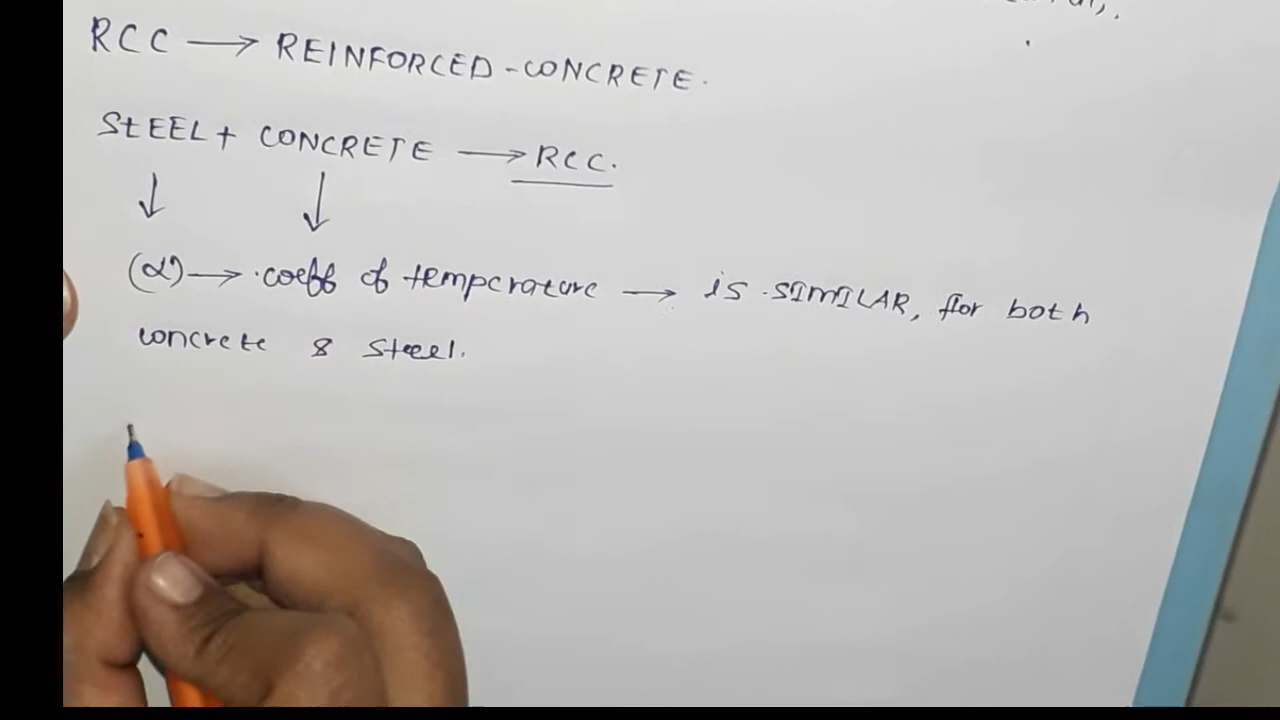 RCC → REINFORCED-CONCRETE.
STEEL + CONCRETE → RCC.
(α) → coeff of temperature → is SIMILAR, for both
concrete & steel.